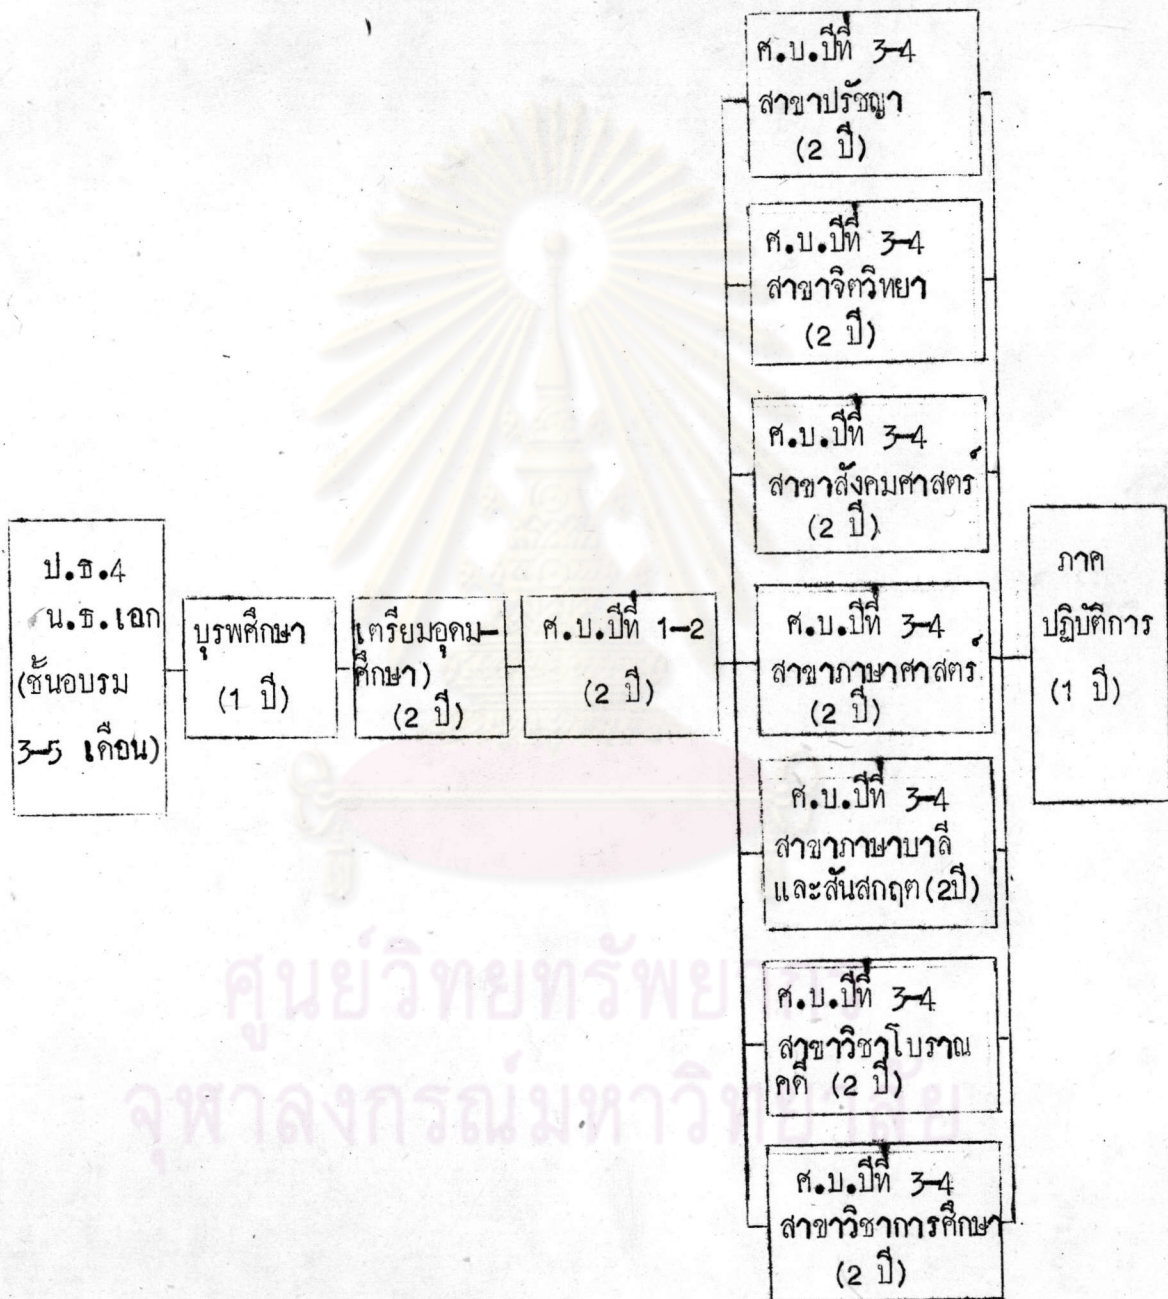 ป.ธ.4
น.ธ.เอก
(ชั้นอบรม
3-5 เดือน)
บุรพศึกษา
(1 ปี)
เตรียมอุดม-
ศึกษา)
(2 ปี)
ศ.บ.ปีที่ 1-2
(2 ปี)
ศ.บ.ปีที่ 3-4
สาขาปรัชญา
(2 ปี)
ศ.บ.ปีที่ 3-4
สาขาจิตวิทยา
(2 ปี)
ศ.บ.ปีที่ 3-4
สาขาสังคมศาสตร์
(2 ปี)
ศ.บ.ปีที่ 3-4
สาขาภาษาศาสตร์
(2 ปี)
ศ.บ.ปีที่ 3-4
สาขาภาษาบาลี
และสันสกฤต(2ปี)
ศ.บ.ปีที่ 3-4
สาขาวิชาโบราณ
คดี (2 ปี)
ศ.บ.ปีที่ 3-4
สาขาวิชาการศึกษา
(2 ปี)
ภาค
ปฏิบัติการ
(1 ปี)
ศูนย์วิทยทรัพยากร
จุฬาลงกรณ์มหาวิทยาลัย